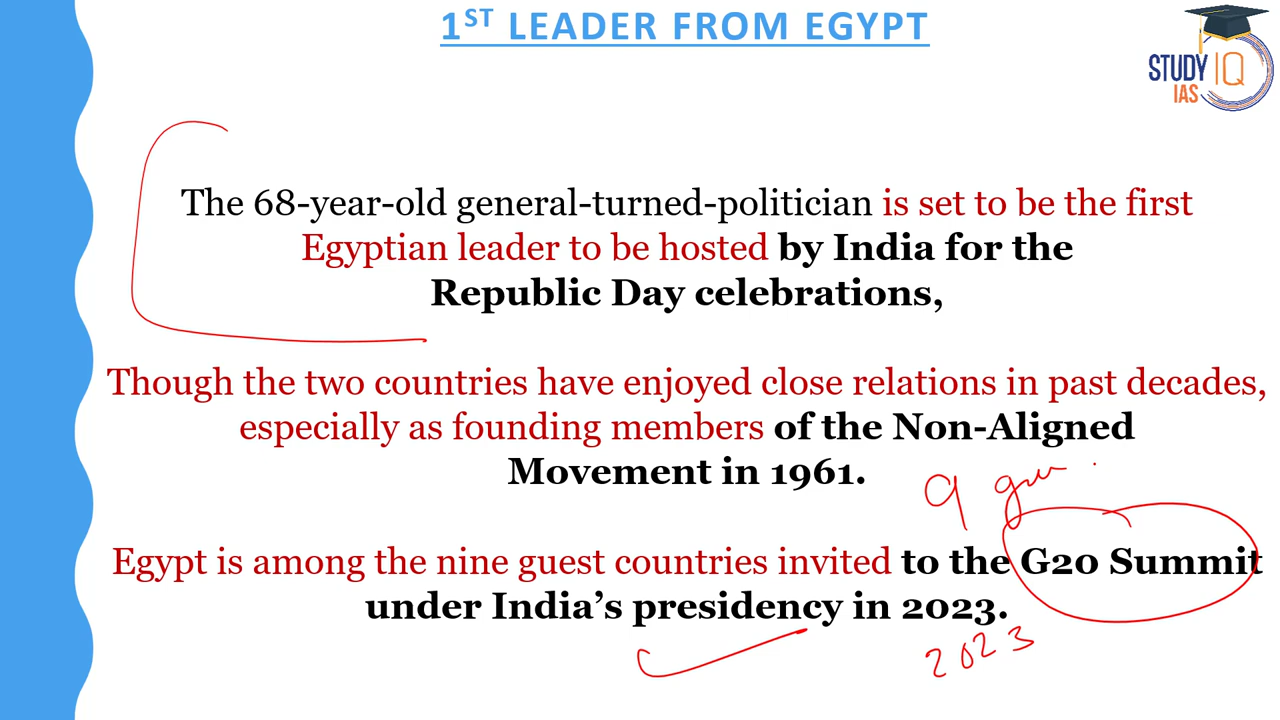 1ST LEADER FROM EGYPT
STUDY IQ
IAS
The 68-year-old general-turned-politician is set to be the first
Egyptian leader to be hosted by India for the
Republic Day celebrations,
Though the two countries have enjoyed close relations in past decades,
especially as founding members of the Non-Aligned
Movement in 1961.
9
Egypt is among the nine guest countries invited to the G20 Summit
under India’s presidency in 2023.
2023